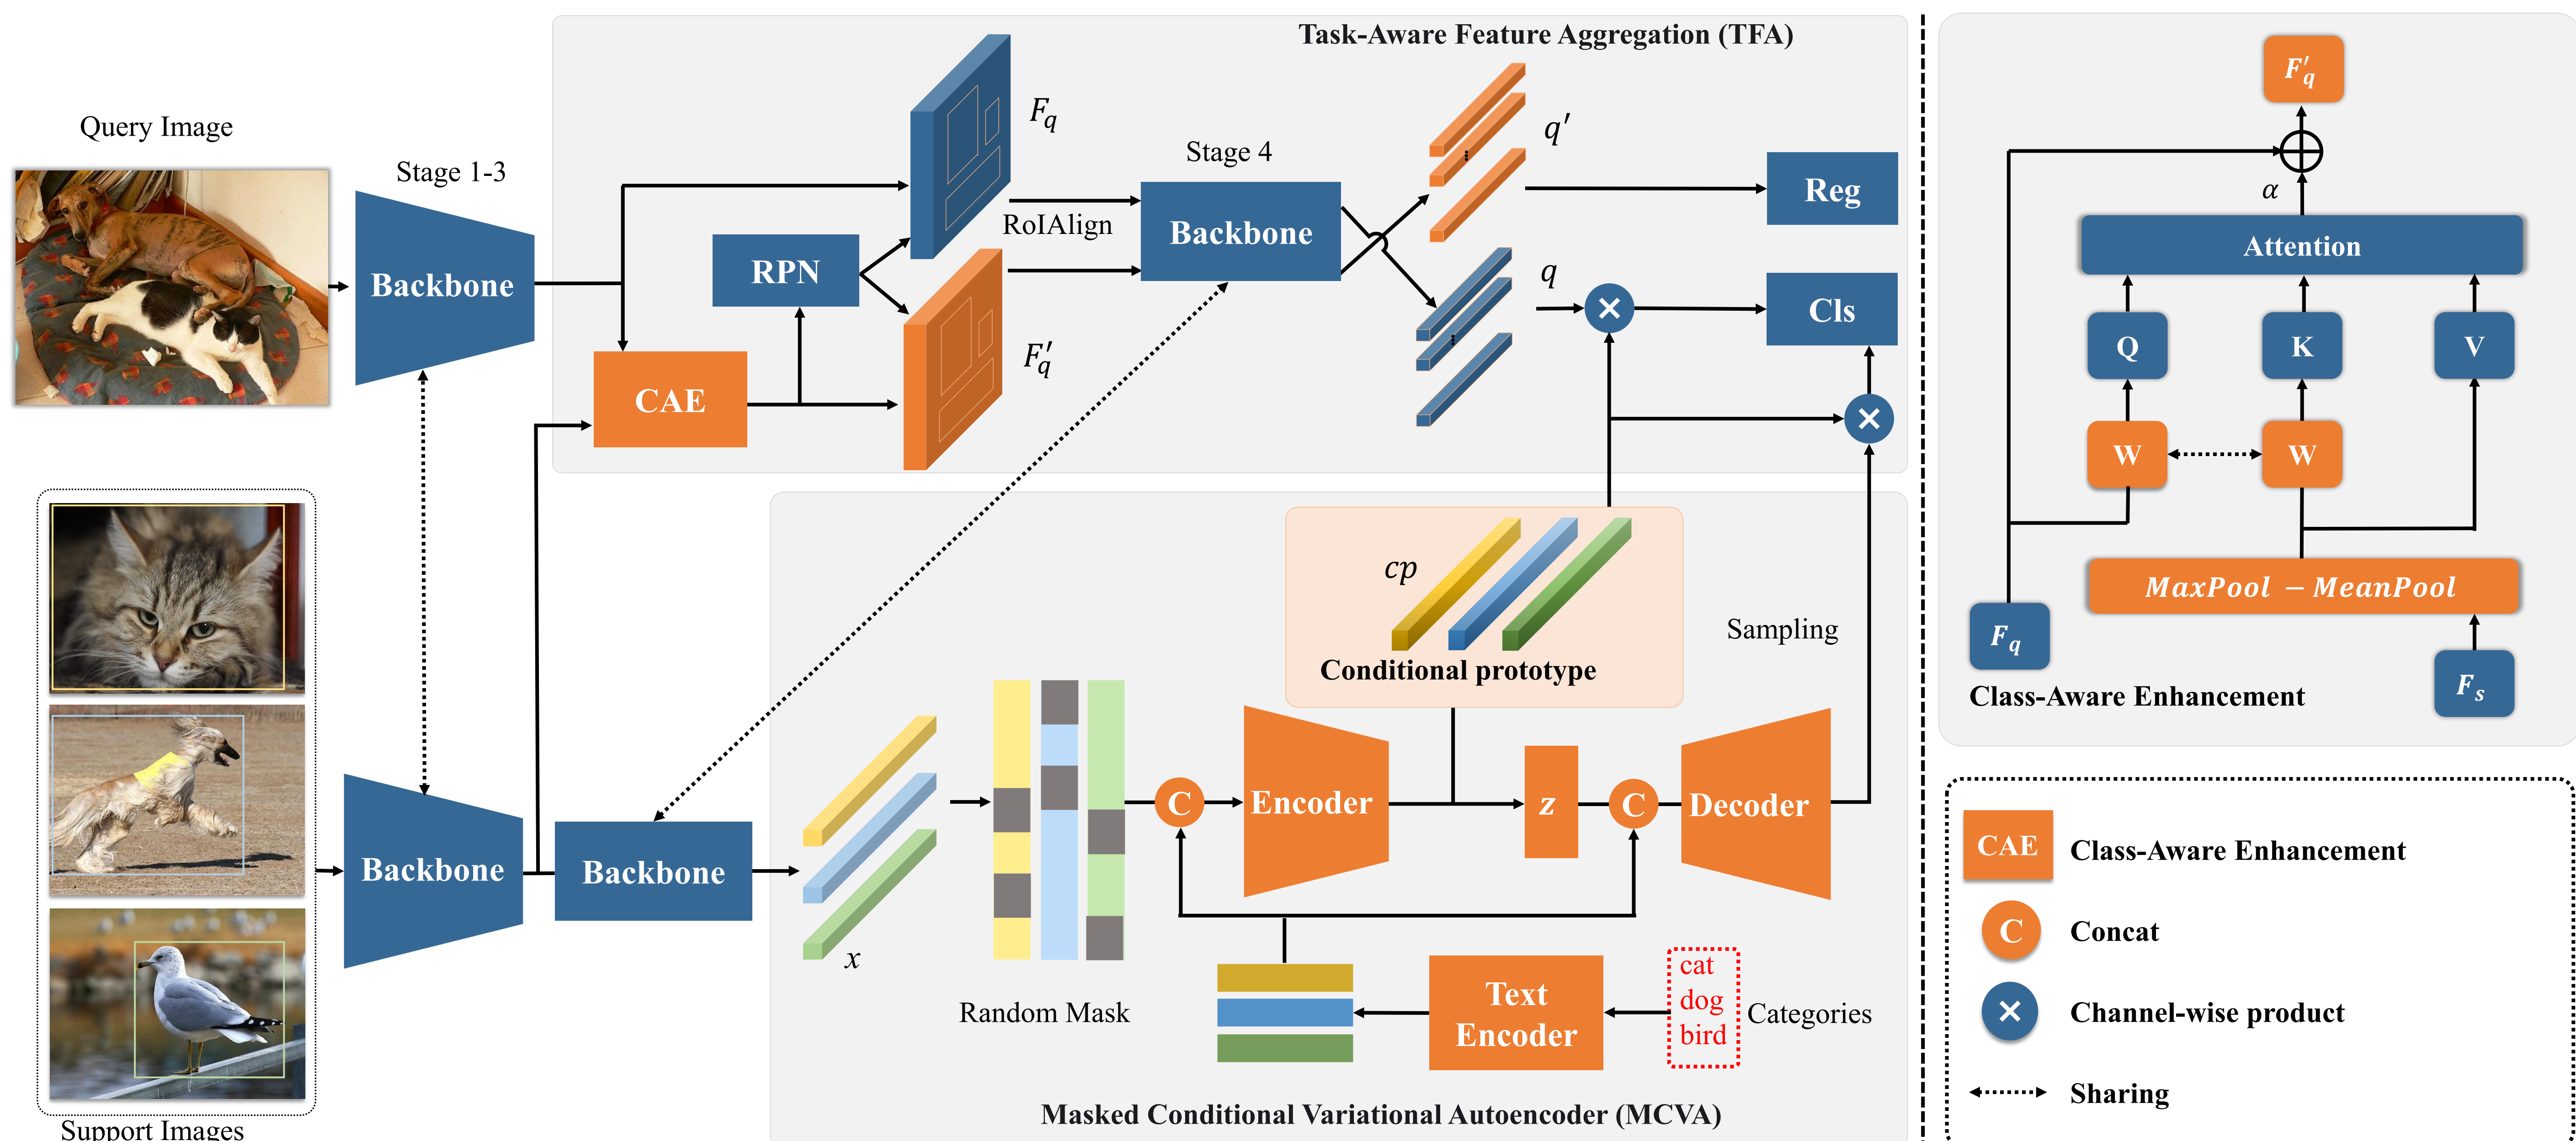 Task-Aware Feature Aggregation (TFA)
Query Image
Stage 1-3
Backbone
CAE
RPN
F_q
F'_q
RoIAlign
Stage 4
Backbone
q′
q
×
Reg
Cls
×
Support Images
Backbone
Backbone
x
Random Mask
C
Encoder
cp
Conditional prototype
z
C
Decoder
Sampling
Text
Encoder
cat
dog
bird
Categories
Masked Conditional Variational Autoencoder (MCVA)
F'_q
α
Attention
Q
K
V
W
W
MaxPool − MeanPool
F_q
F_s
Class-Aware Enhancement
CAE
Class-Aware Enhancement
C
Concat
×
Channel-wise product
Sharing